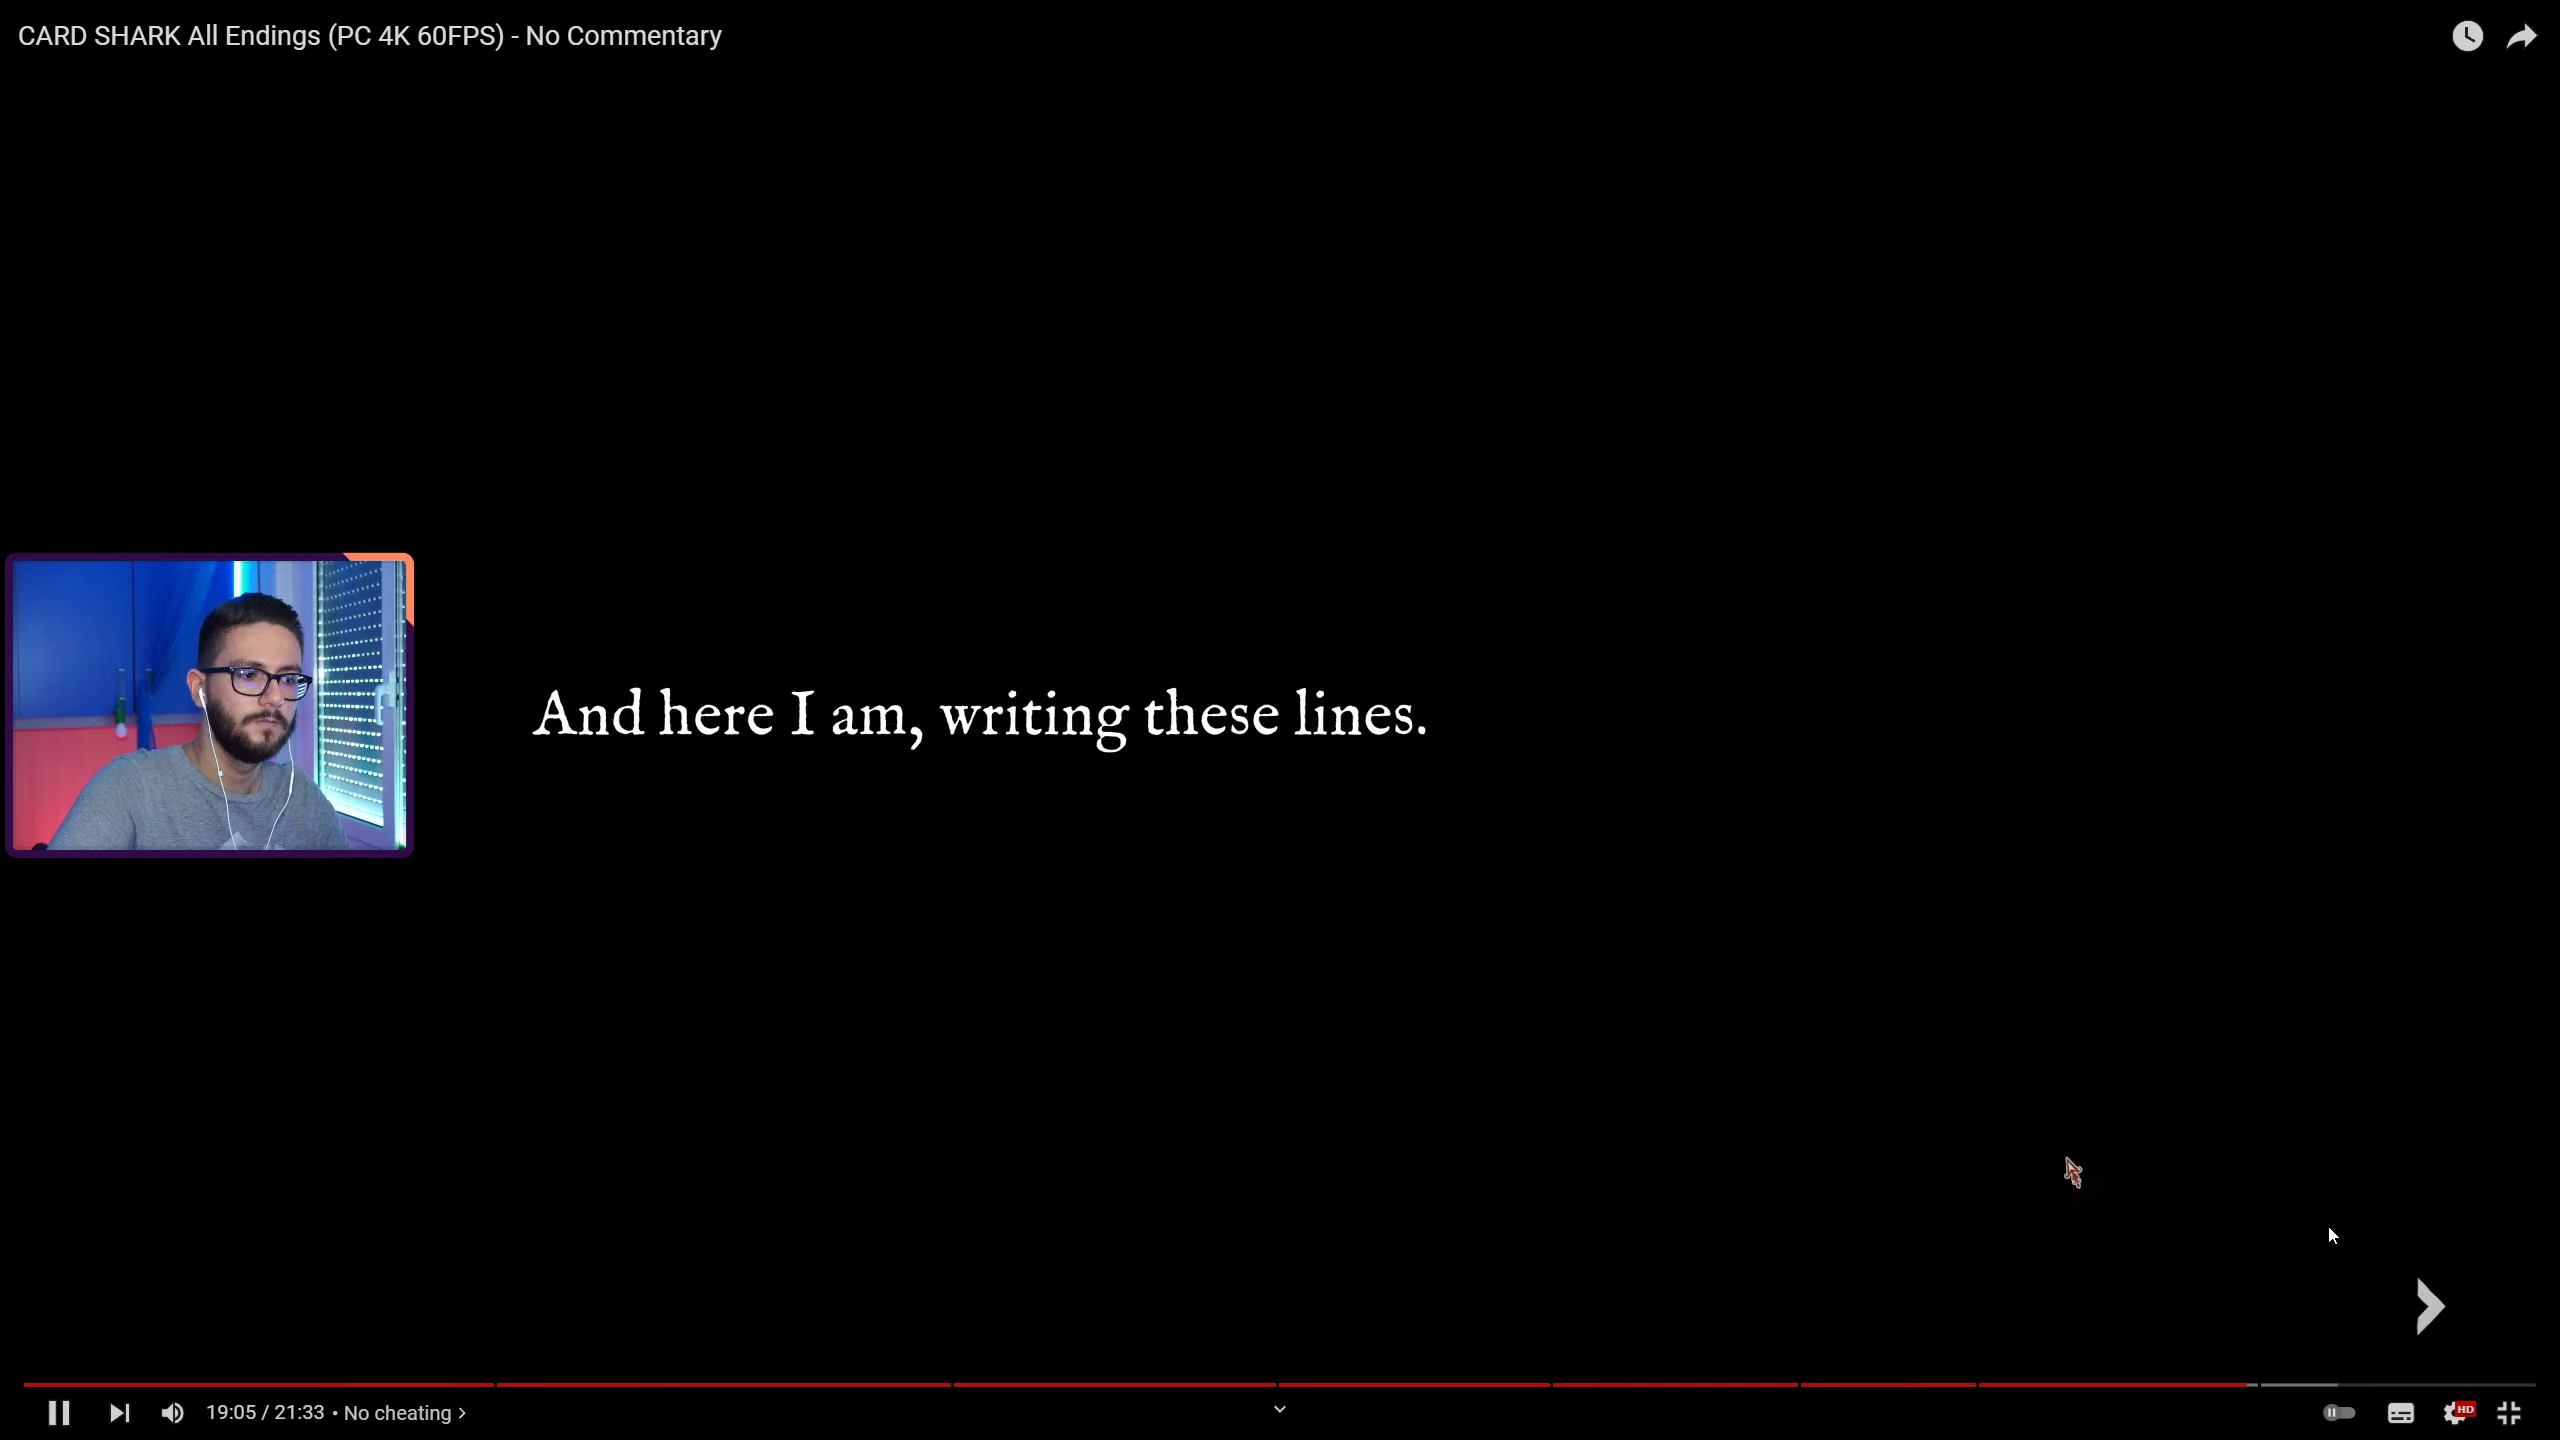 CARD SHARK All Endings (PC 4K 60FPS) - No Commentary
And here I am, writing these lines.
19:05 / 21:33 • No cheating
HD